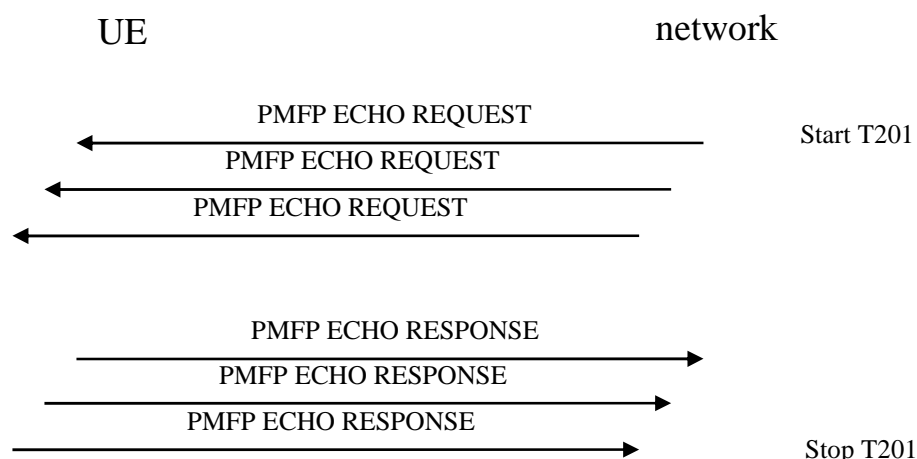 UE
network
PMFP ECHO REQUEST
Start T201
PMFP ECHO REQUEST
PMFP ECHO REQUEST
PMFP ECHO RESPONSE
PMFP ECHO RESPONSE
PMFP ECHO RESPONSE
Stop T201